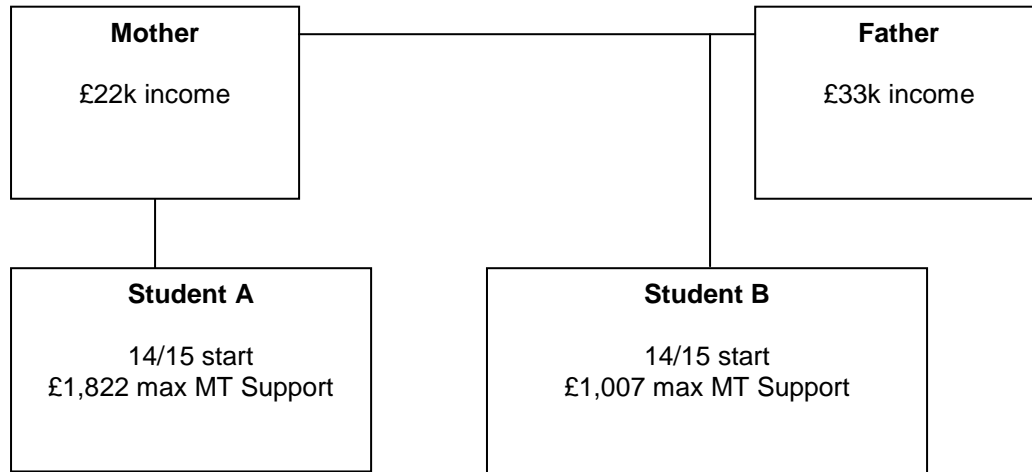 Mother
£22k income
Father
£33k income
Student A
14/15 start
£1,822 max MT Support
Student B
14/15 start
£1,007 max MT Support